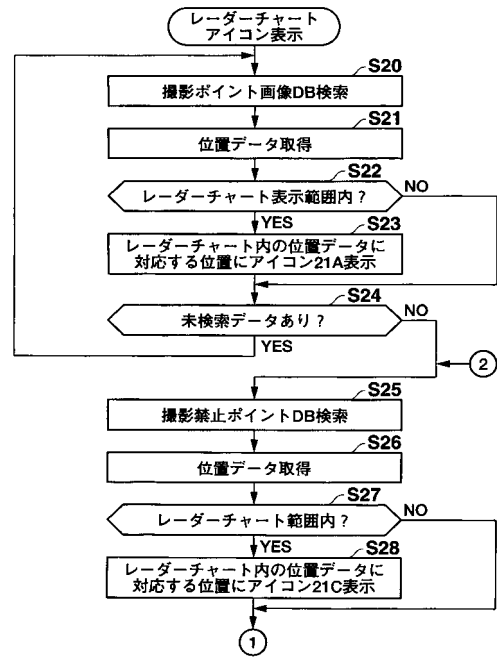 レーダーチャート
アイコン表示
S20
撮影ポイント画像DB検索
S21
位置データ取得
S22
レーダーチャート表示範囲内?
NO
YES
S23
レーダーチャート内の位置データに
対応する位置にアイコン21A表示
S24
未検索データあり?
NO
YES
2
S25
撮影禁止ポイントDB検索
S26
位置データ取得
S27
レーダーチャート範囲内?
NO
YES
S28
レーダーチャート内の位置データに
対応する位置にアイコン21C表示
1